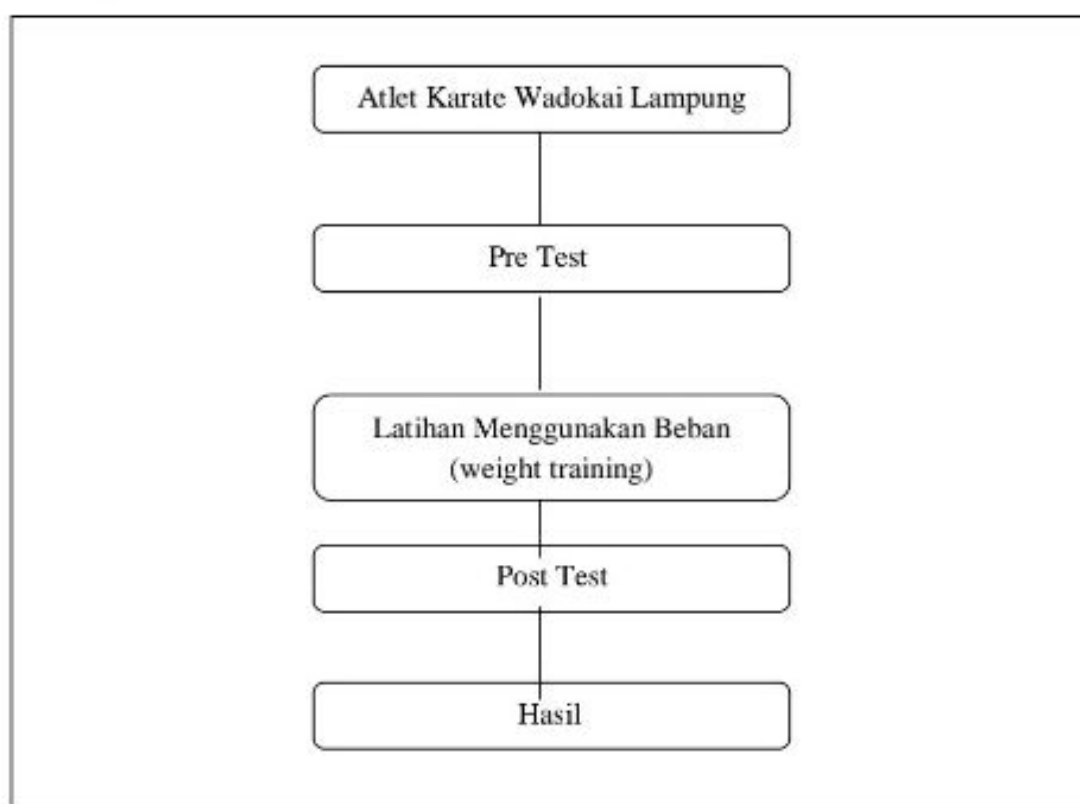 Atlet Karate Wadokai Lampung
Pre Test
Latihan Menggunakan Beban
(weight training)
Post Test
Hasil